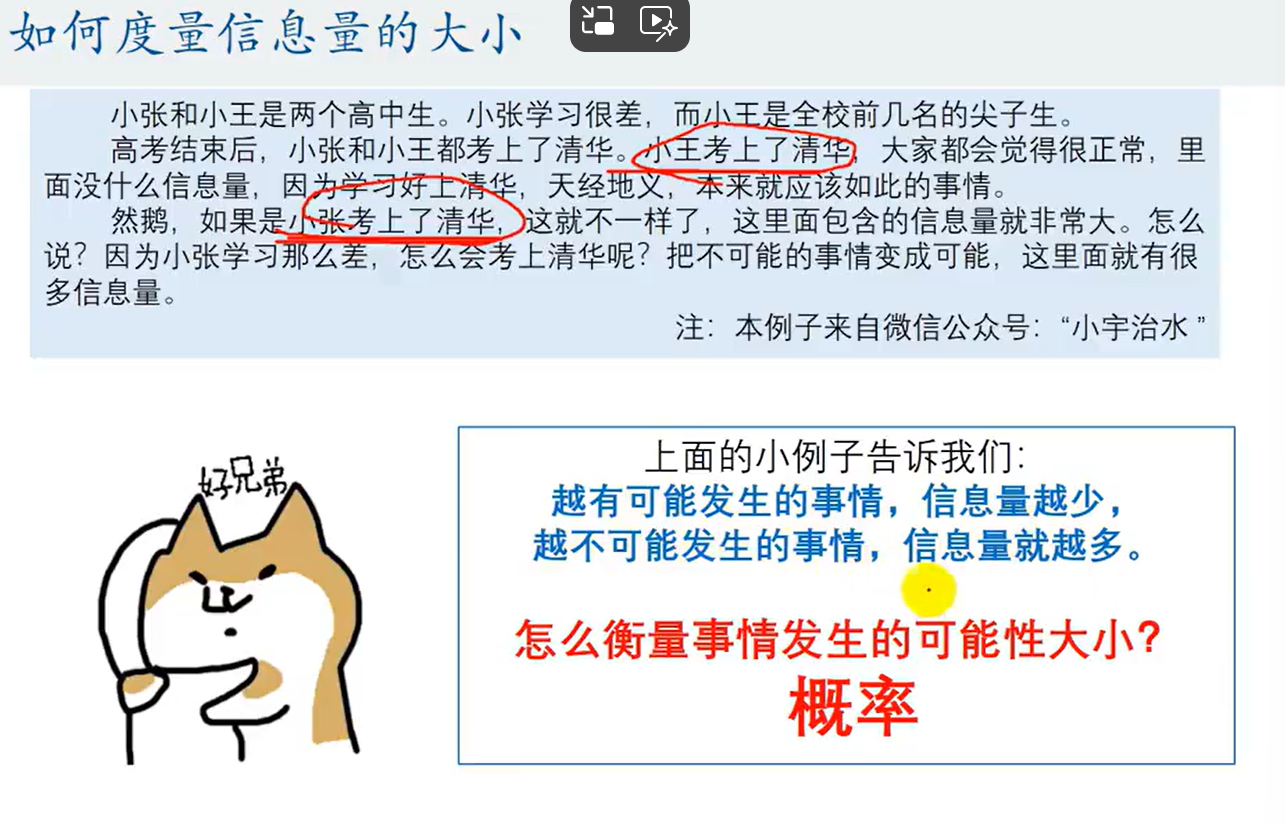 如何度量信息量的大小
小张和小王是两个高中生。小张学习很差，而小王是全校前几名的尖子生。
高考结束后，小张和小王都考上了清华。小王考上了清华，大家都会觉得很正常，里
面没什么信息量，因为学习好上清华，天经地义，本来就应该如此的事情。
然鹅，如果是小张考上了清华，这就不一样了，这里面包含的信息量就非常大。怎么
说？因为小张学习那么差，怎么会考上清华呢？把不可能的事情变成可能，这里面就有很
多信息量。
注：本例子来自微信公众号：“小宇治水”
好兄弟
上面的小例子告诉我们：
越有可能发生的事情，信息量越少，
越不可能发生的事情，信息量就越多。
怎么衡量事情发生的可能性大小？
概率